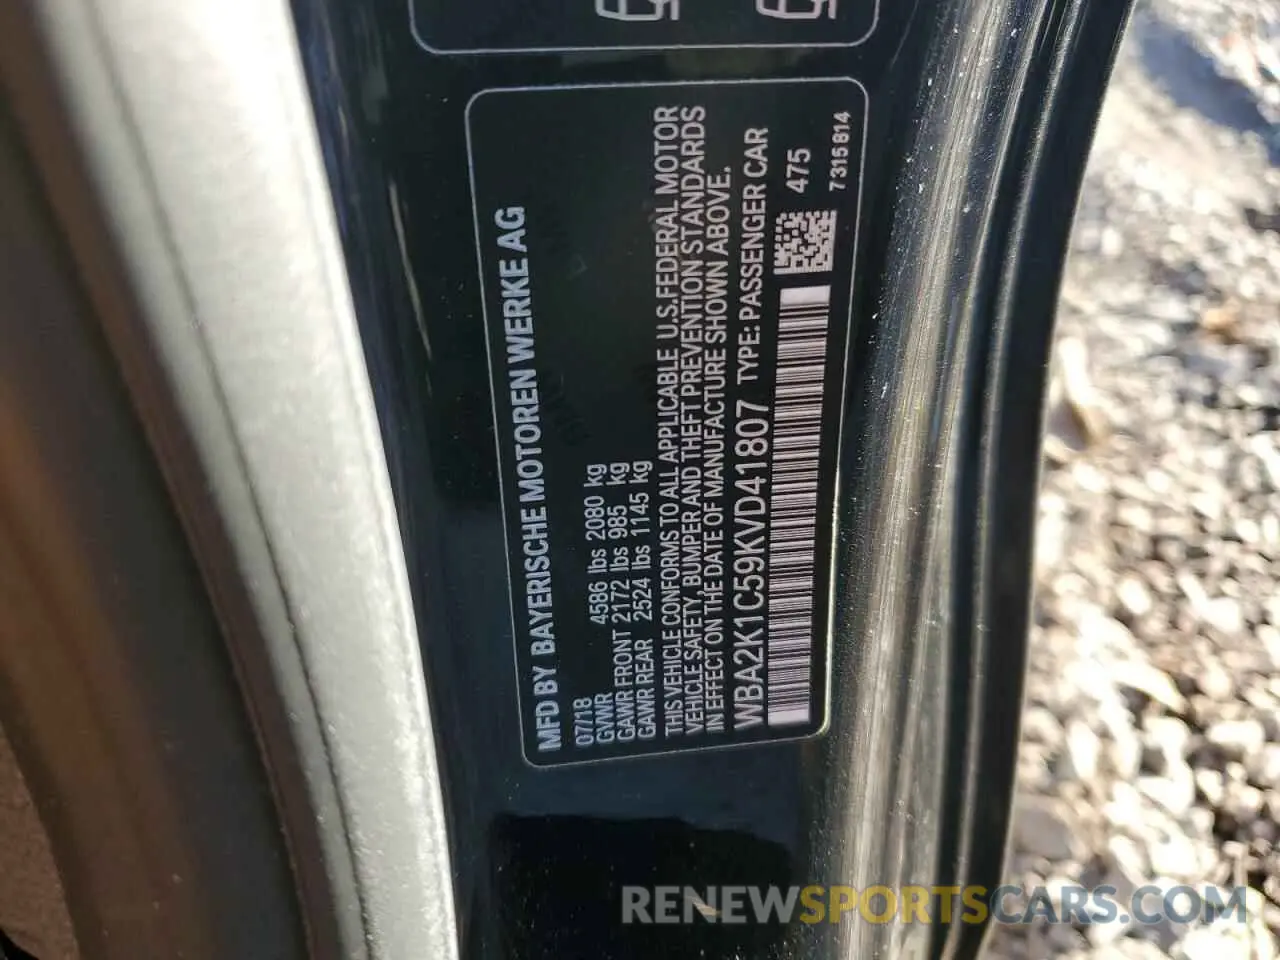 MFD BY BAYERISCHE MOTOREN WERKE AG
07/18
GVWR 4586 lbs 2080 kg
GAWR FRONT 2172 lbs 985 kg
GAWR REAR 2524 lbs 1145 kg
THIS VEHICLE CONFORMS TO ALL APPLICABLE U.S.FEDERAL MOTOR
VEHICLE SAFETY, BUMPER AND THEFT PREVENTION STANDARDS
IN EFFECT ON THE DATE OF MANUFACTURE SHOWN ABOVE.
WBA2K1C59KVD41807 TYPE: PASSENGER CAR
475
7315814
RENEWSPORTSCARS.COM